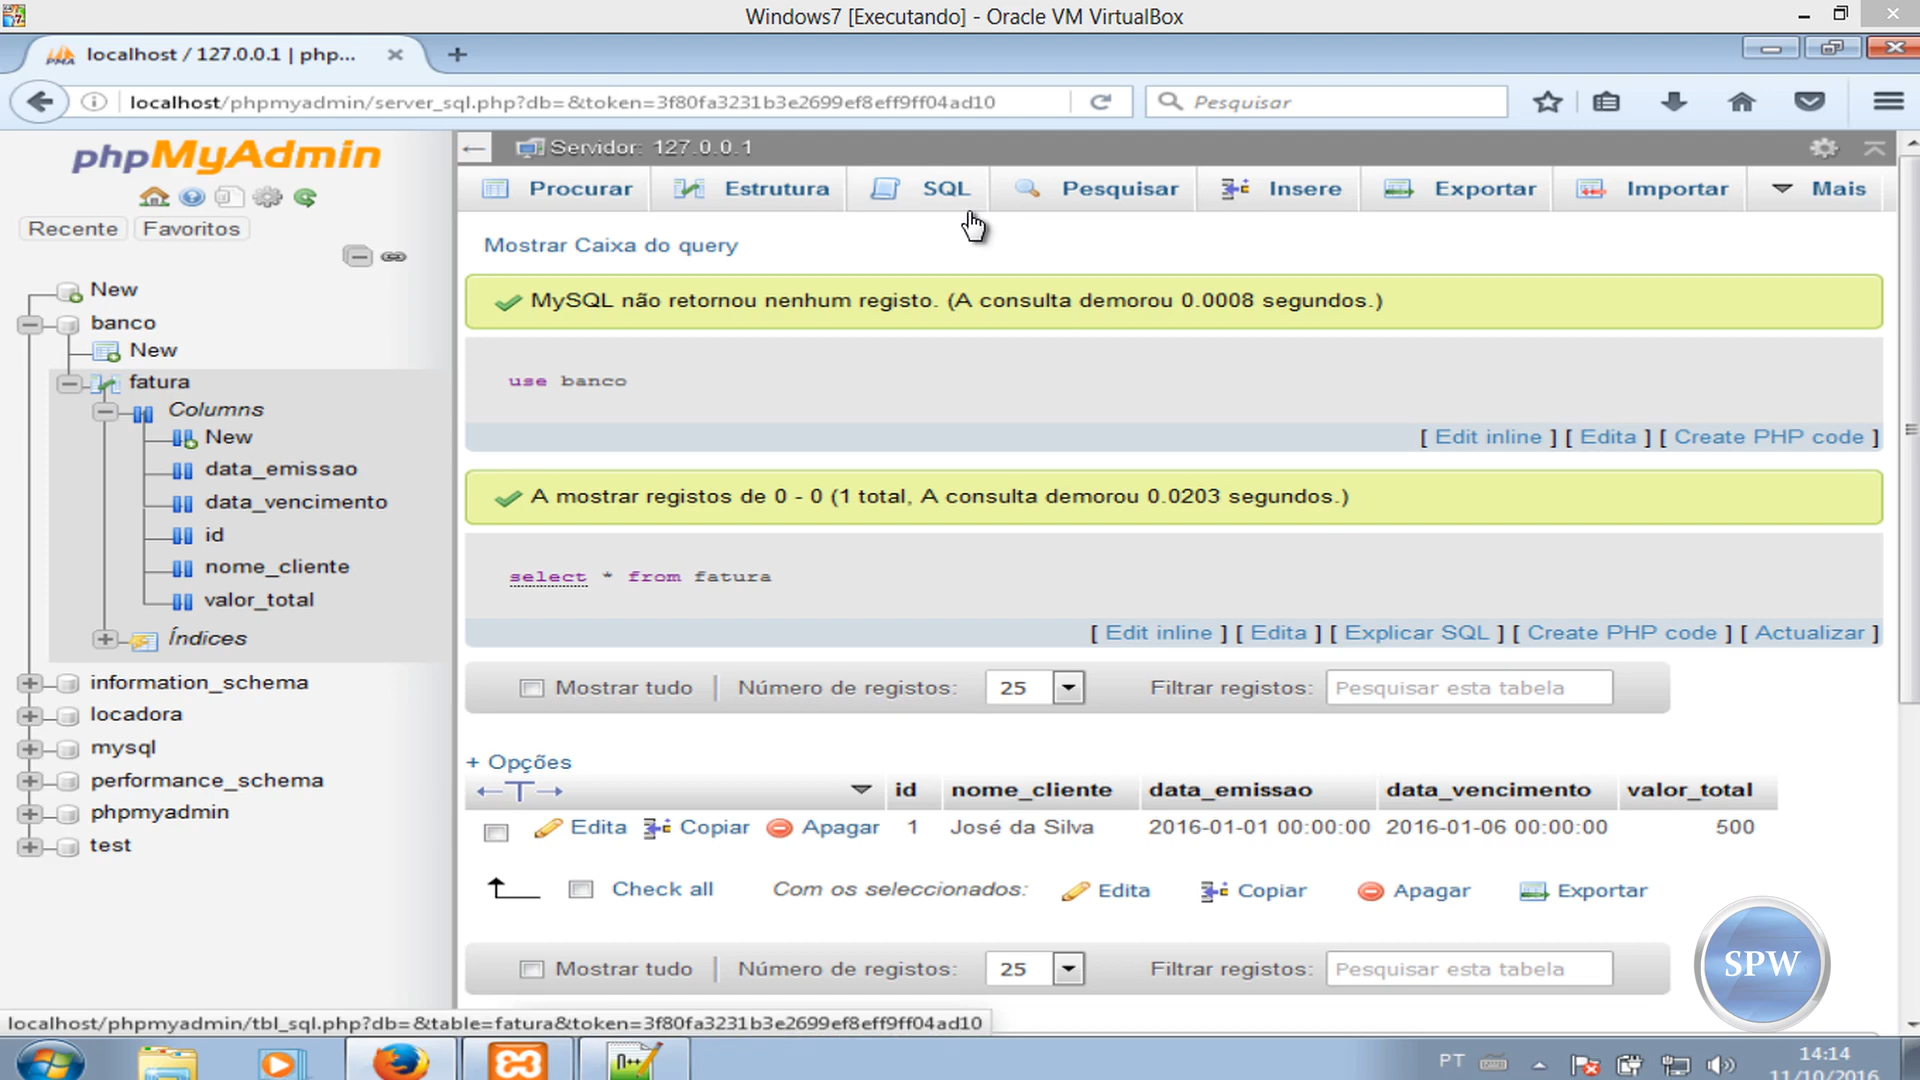 Windows7 [Executando] - Oracle VM VirtualBox
localhost / 127.0.0.1 | php...
localhost/phpmyadmin/server_sql.php?db=&token=3f80fa3231b3e2699ef8eff9ff04ad10
Pesquisar
phpMyAdmin
Recente Favoritos
New
banco
New
fatura
Columns
New
data_emissao
data_vencimento
id
nome_cliente
valor_total
Índices
information_schema
locadora
mysql
performance_schema
phpmyadmin
test
Servidor: 127.0.0.1
Procurar Estrutura SQL Pesquisar Insere Exportar Importar Mais
Mostrar Caixa do query
MySQL não retornou nenhum registo. (A consulta demorou 0.0008 segundos.)
use banco
[ Edit inline ] [ Edita ] [ Create PHP code ]
A mostrar registos de 0 - 0 (1 total, A consulta demorou 0.0203 segundos.)
select * from fatura
[ Edit inline ] [ Edita ] [ Explicar SQL ] [ Create PHP code ] [ Actualizar ]
Mostrar tudo | Número de registos: 25 Filtrar registos: Pesquisar esta tabela
+ Opções
←T→ id nome_cliente data_emissao data_vencimento valor_total
Edita Copiar Apagar 1 José da Silva 2016-01-01 00:00:00 2016-01-06 00:00:00 500
Check all Com os seleccionados: Edita Copiar Apagar Exportar
Mostrar tudo | Número de registos: 25 Filtrar registos: Pesquisar esta tabela
SPW
localhost/phpmyadmin/tbl_sql.php?db=&table=fatura&token=3f80fa3231b3e2699ef8eff9ff04ad10
PT
14:14
11/10/2016